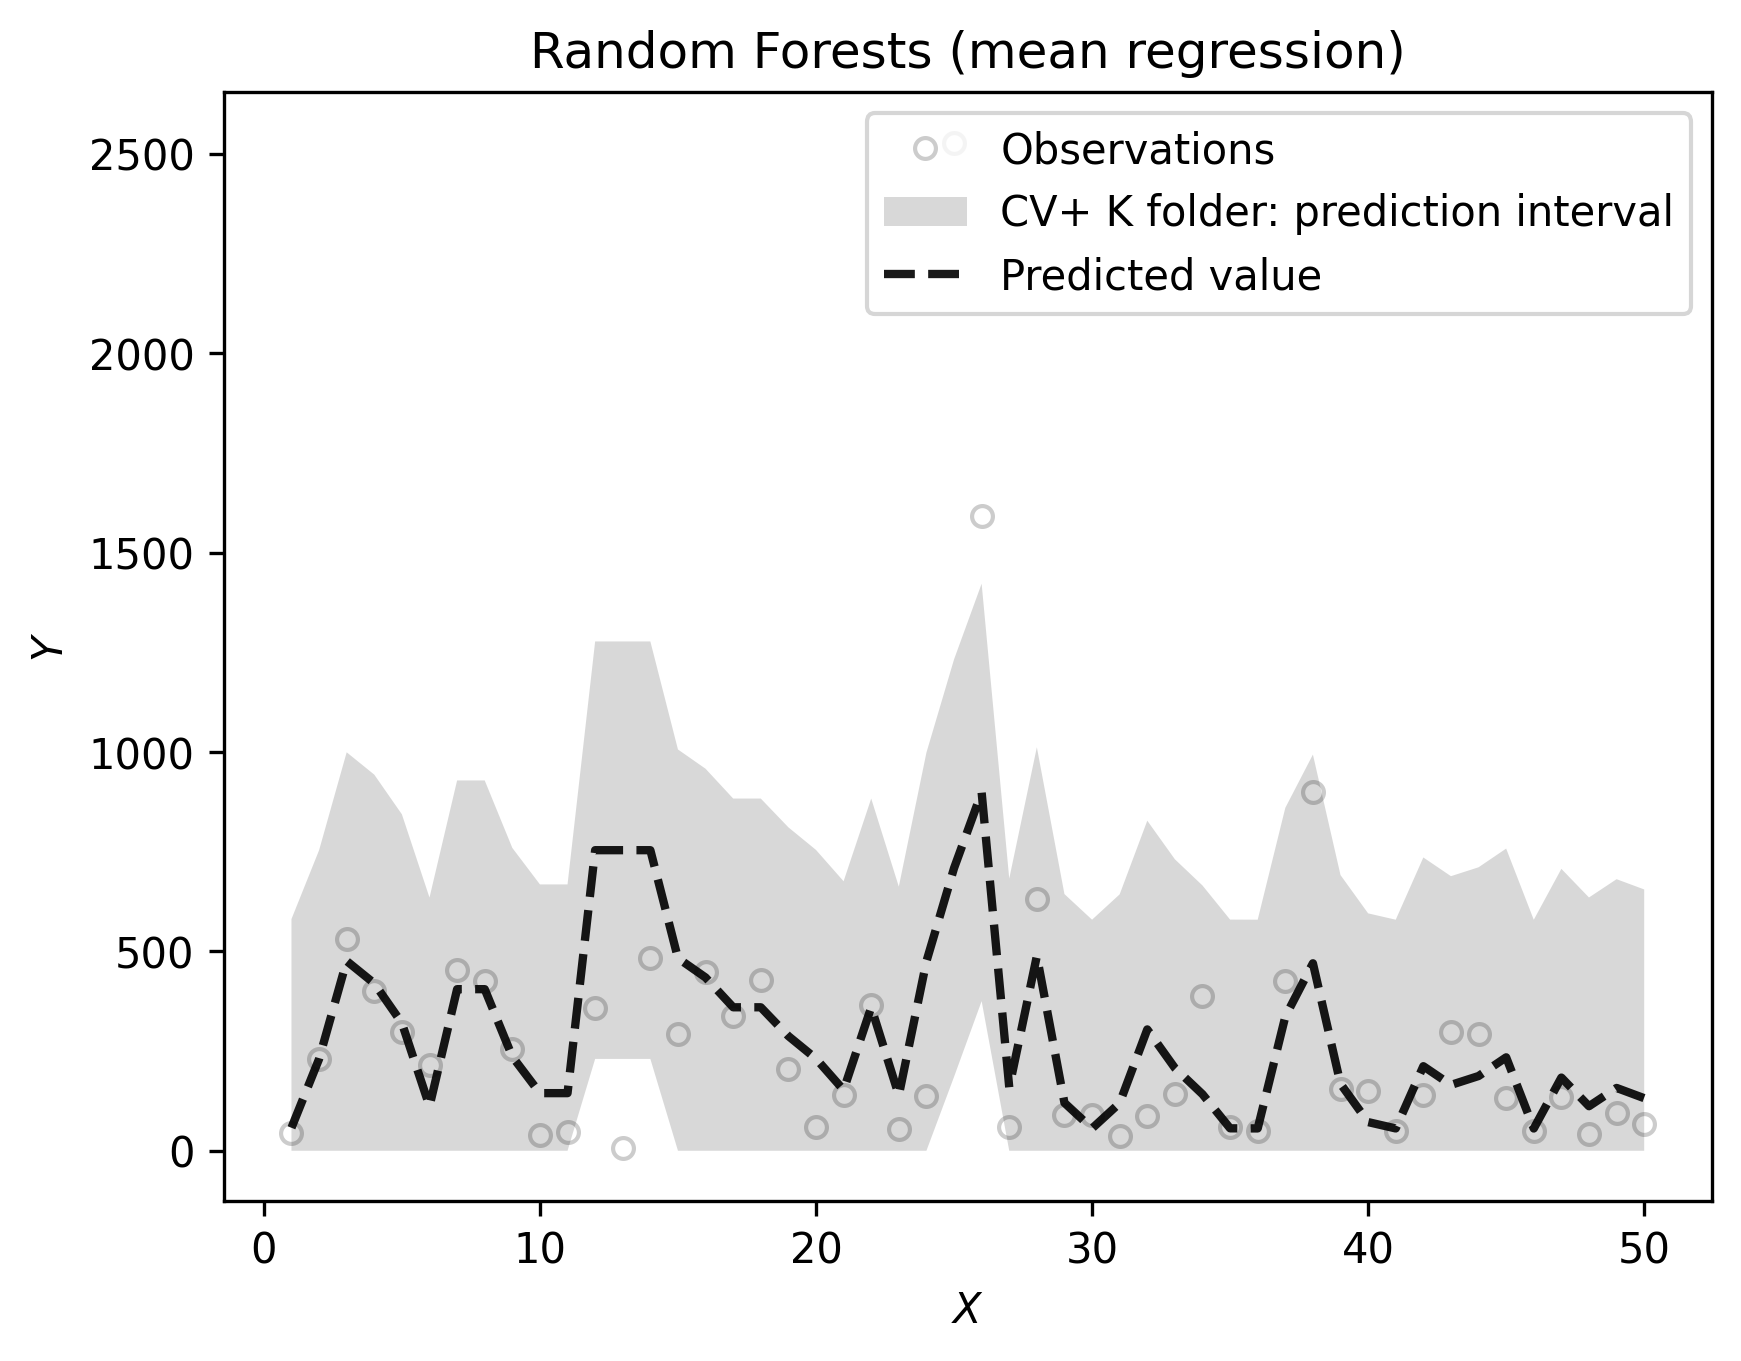 Random Forests (mean regression)
Observations
CV+ K folder: prediction interval
Predicted value
2500
2000
1500
1000
500
0
Y
0 10 20 30 40 50
X